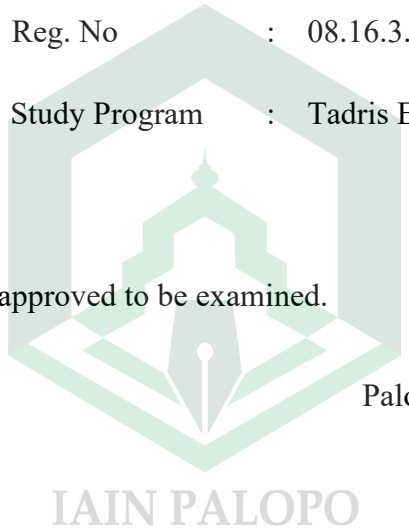 Reg. No : 08.16.3.
Study Program : Tadris E
approved to be examined.
Palo
IAIN PALOPO